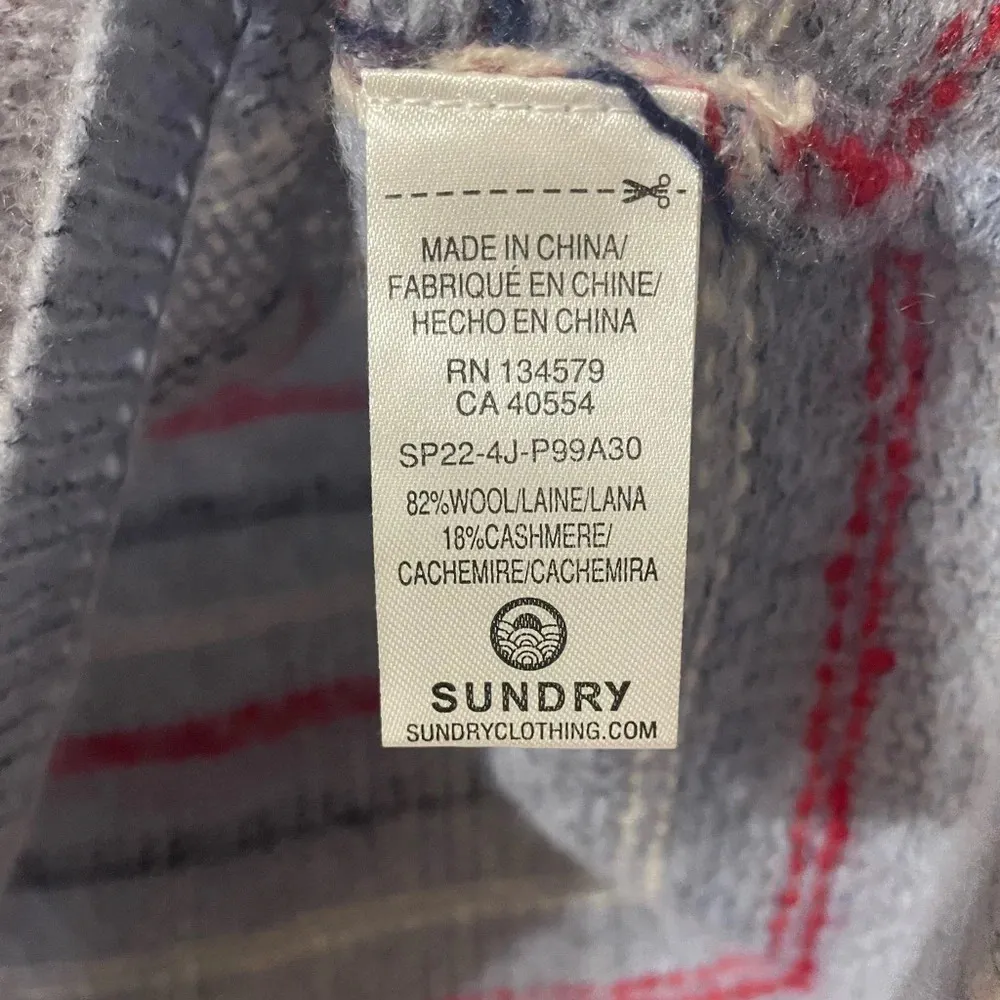 MADE IN CHINA/
FABRIQUÉ EN CHINE/
HECHO EN CHINA
RN 134579
CA 40554
SP22-4J-P99A30
82%WOOL/LAINE/LANA
18%CASHMERE/
CACHEMIRE/CACHEMIRA
SUNDRY
SUNDRYCLOTHING.COM